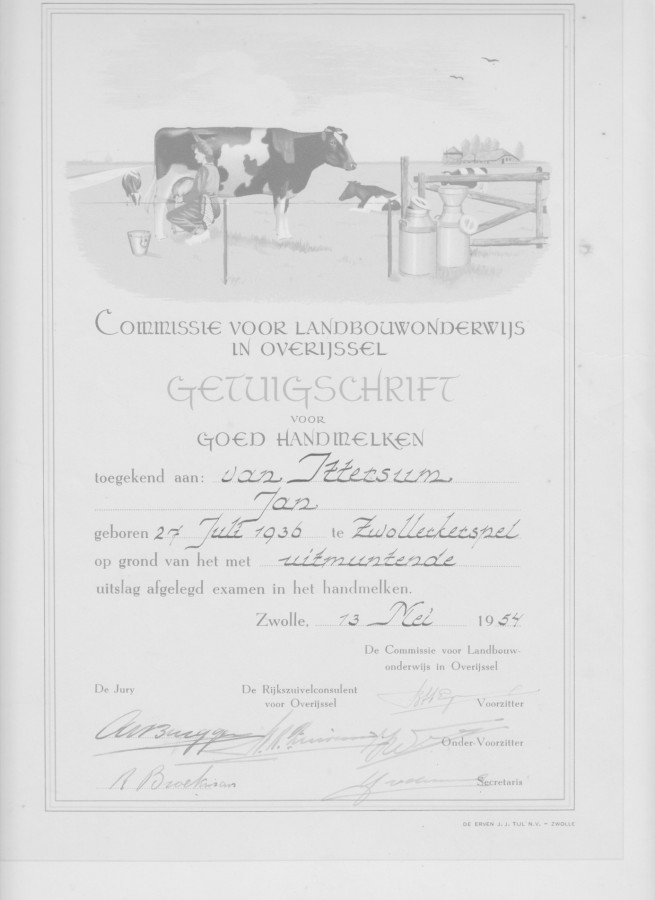 COMMISSIE VOOR LANDBOUWONDERWIJS
IN OVERIJSSEL
GETUIGSCHRIFT
VOOR
GOED HANDMELKEN
toegekend aan: van Ittersum
Jan
geboren 27 Juli 1936 te Zwollerkerspel
op grond van het met uitmuntende
uitslag afgelegd examen in het handmelken.
Zwolle, 13 Mei 1954
De Commissie voor Landbouw-
onderwijs in Overijssel
De Jury
De Rijkszuivelconsulent
voor Overijssel
Voorzitter
Onder-Voorzitter
Secretaris
DE ERVEN J. J. TIJL N.V. - ZWOLLE